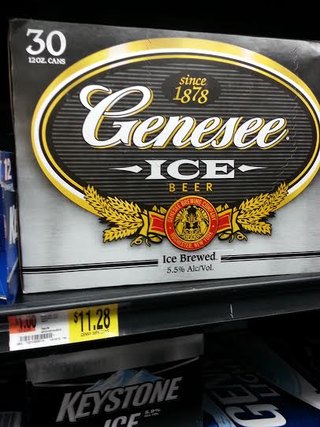 30
12 OZ. CANS
since
1878
Genesee
ICE
BEER
Ice Brewed
5.5% Alc/Vol.
12
$11.28
KEYSTONE
ICE